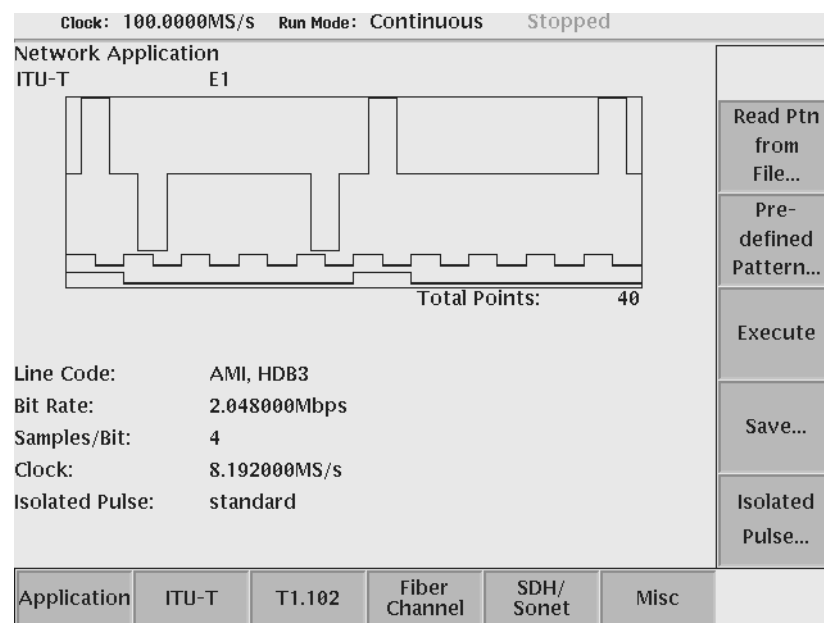 Clock: 100.0000MS/s Run Mode: Continuous Stopped
Network Application
ITU-T E1
Total Points: 40
Line Code: AMI, HDB3
Bit Rate: 2.048000Mbps
Samples/Bit: 4
Clock: 8.192000MS/s
Isolated Pulse: standard
Read Ptn
from
File...
Pre-
defined
Pattern...
Execute
Save...
Isolated
Pulse...
Application ITU-T T1.102 Fiber Channel SDH/ Sonet Misc